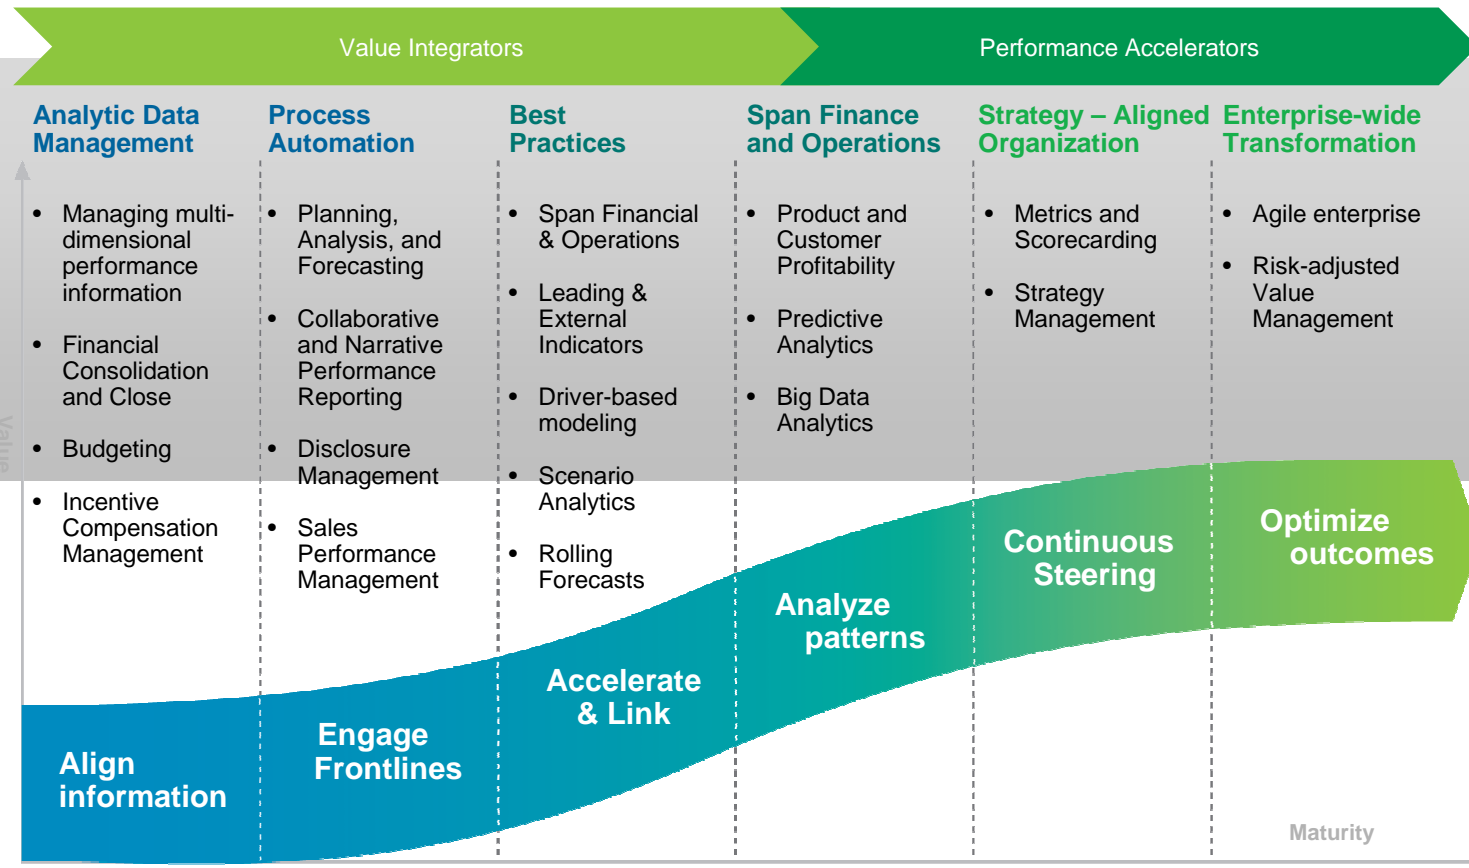 Value Integrators
Performance Accelerators
Analytic Data
Management
• Managing multi-
dimensional
performance
information
• Financial
Consolidation
and Close
• Budgeting
• Incentive
Compensation
Management
Process
Automation
• Planning,
Analysis, and
Forecasting
• Collaborative
and Narrative
Performance
Reporting
• Disclosure
Management
• Sales
Performance
Management
Best
Practices
• Span Financial
& Operations
• Leading &
External
Indicators
• Driver-based
modeling
• Scenario
Analytics
• Rolling
Forecasts
Span Finance
and Operations
• Product and
Customer
Profitability
• Predictive
Analytics
• Big Data
Analytics
Strategy – Aligned
Organization
• Metrics and
Scorecarding
• Strategy
Management
Enterprise-wide
Transformation
• Agile enterprise
• Risk-adjusted
Value
Management
Value
Align
information
Engage
Frontlines
Accelerate
& Link
Analyze
patterns
Continuous
Steering
Optimize
outcomes
Maturity